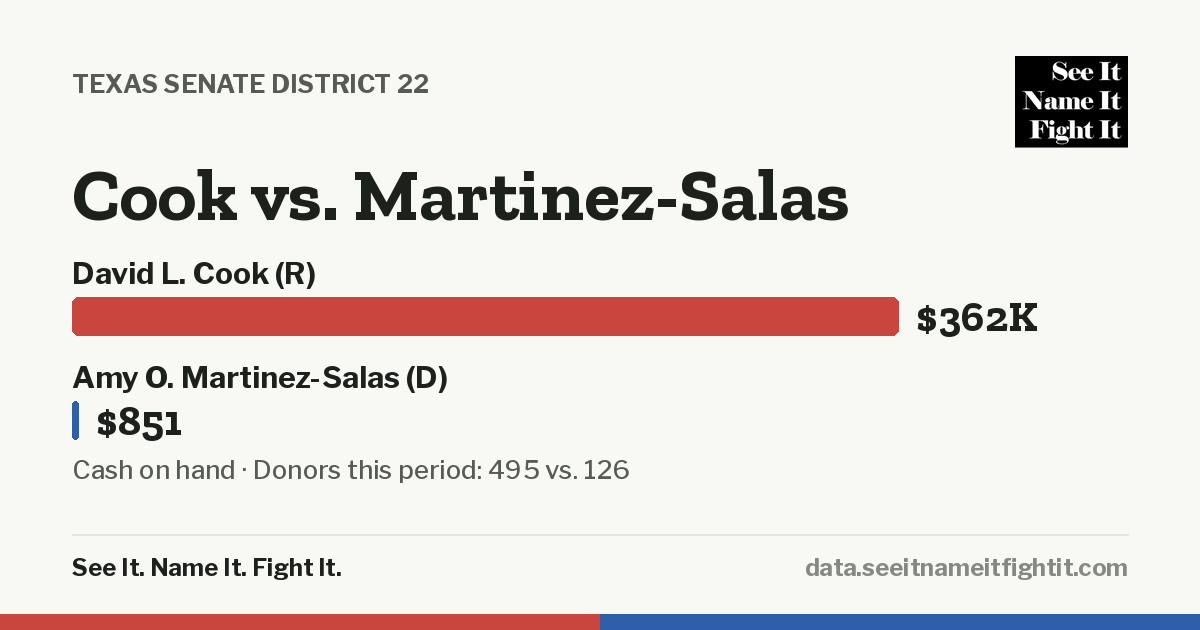 TEXAS SENATE DISTRICT 22
See It
Name It
Fight It
Cook vs. Martinez-Salas
David L. Cook (R)
$362K
Amy O. Martinez-Salas (D)
$851
Cash on hand · Donors this period: 495 vs. 126
See It. Name It. Fight It.
data.seeitnameitfightit.com